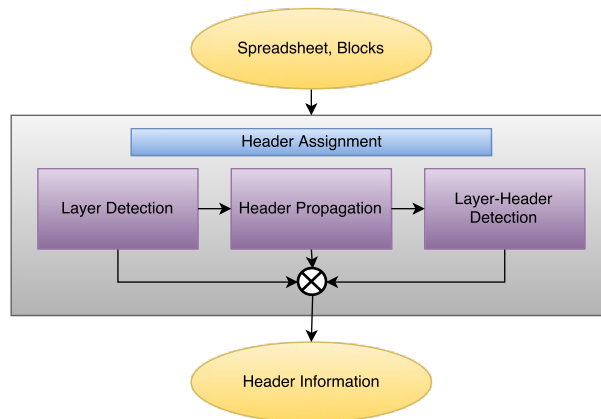 Spreadsheet, Blocks
Header Assignment
Layer Detection
Header Propagation
Layer-Header
Detection
Header Information